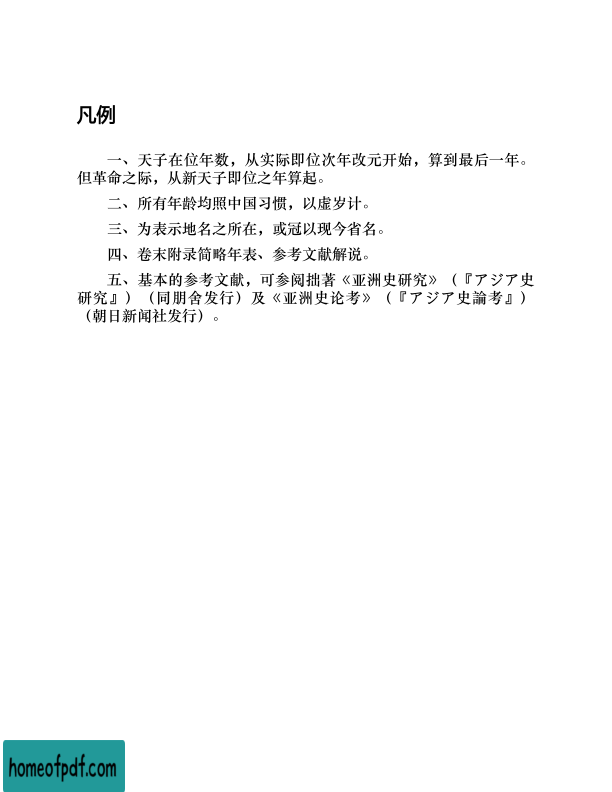 凡例
一、天子在位年数，从实际即位次年改元开始，算到最后一年。
但革命之际，从新天子即位之年算起。
二、所有年龄均照中国习惯，以虚岁计。
三、为表示地名之所在，或冠以现今省名。
四、卷末附录简略年表、参考文献解说。
五、基本的参考文献，可参阅拙著《亚洲史研究》（『アジア史
研究』）（同朋舍发行）及《亚洲史论考》（『アジア史論考』）
（朝日新闻社发行）。
homeofpdf.com